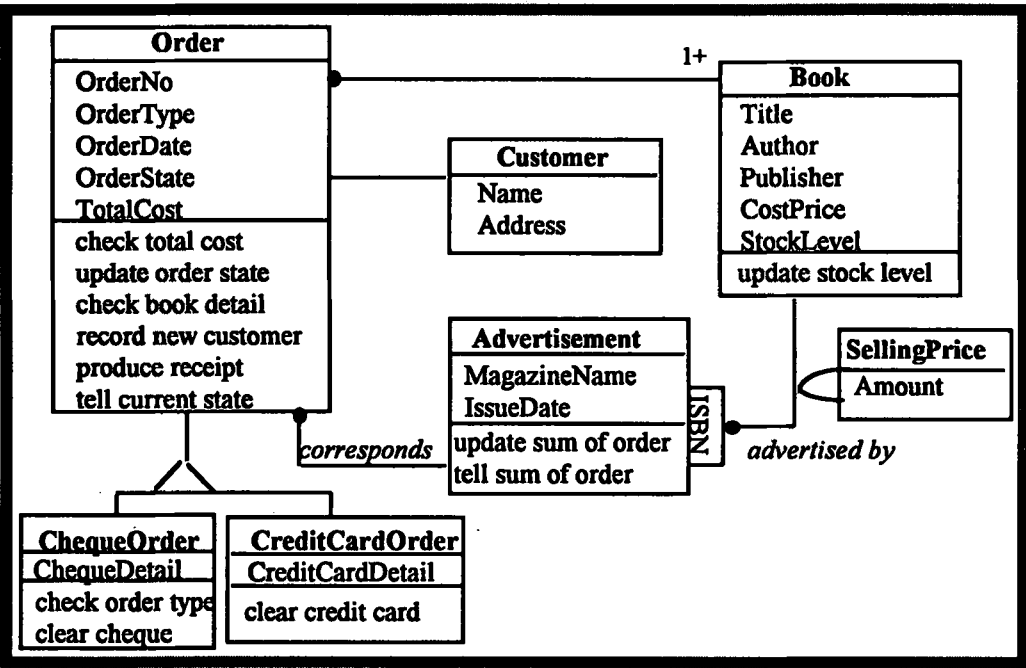 Order
OrderNo
OrderType
OrderDate
OrderState
TotalCost
check total cost
update order state
check book detail
record new customer
produce receipt
tell current state
1+
Book
Title
Author
Publisher
CostPrice
StockLevel
update stock level
Customer
Name
Address
Advertisement
MagazineName
IssueDate
update sum of order
tell sum of order
ISBN
SellingPrice
Amount
corresponds
advertised by
ChequeOrder
ChequeDetail
check order type
clear cheque
CreditCardOrder
CreditCardDetail
clear credit card